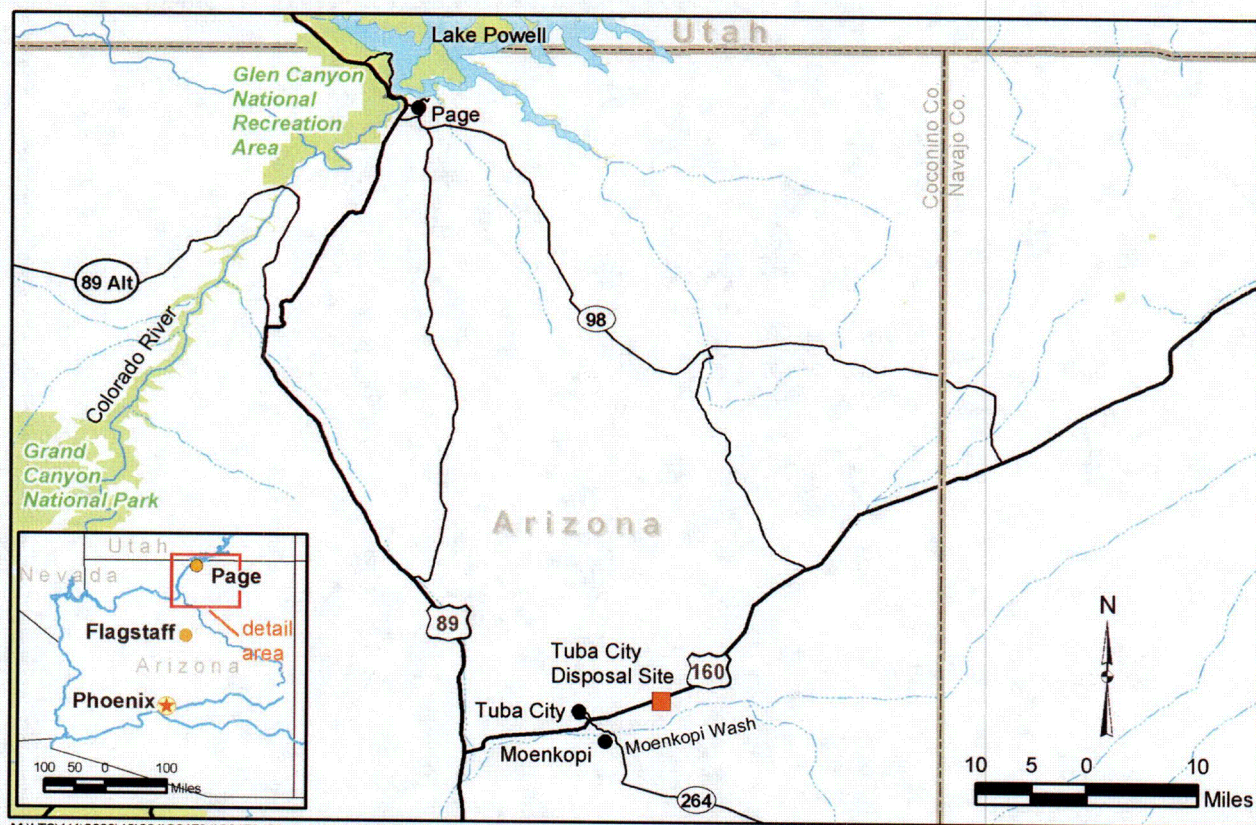 Utah
Lake Powell
Glen Canyon
National
Recreation
Area
Page
Coconino Co.
Navajo Co.
89 Alt
98
Colorado River
Grand
Canyon
National Park
Arizona
Utah
Nevada
Page
Flagstaff
detail
area
Arizona
Phoenix
100 50 0 100
Miles
89
Tuba City
Disposal Site
160
Tuba City
Moenkopi
Moenkopi Wash
264
N
10 5 0 10
Miles